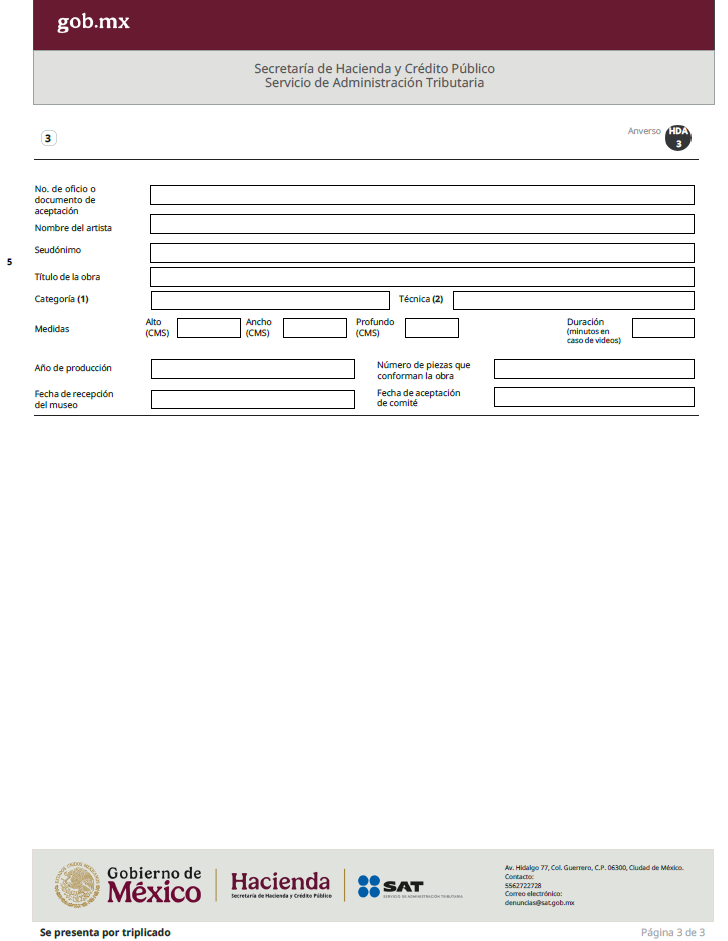 gob.mx
Secretaría de Hacienda y Crédito Público
Servicio de Administración Tributaria
3
Anverso
HDA
3
No. de oficio o
documento de
aceptación
Nombre del artista
Seudónimo
5
Título de la obra
Categoría (1)
Técnica (2)
Medidas
Alto
(CMS)
Ancho
(CMS)
Profundo
(CMS)
Duración
(minutos en
caso de videos)
Año de producción
Número de piezas que
conforman la obra
Fecha de recepción
del museo
Fecha de aceptación
de comité
ESTADOS UNIDOS MEXICANOS
Gobierno de
México
Hacienda
Secretaría de Hacienda y Crédito Público
SAT
SERVICIO DE ADMINISTRACIÓN TRIBUTARIA
Av. Hidalgo 77, Col. Guerrero, C.P. 06300, Ciudad de México.
Contacto:
5562722728
Correo electrónico:
denuncias@sat.gob.mx
Se presenta por triplicado
Página 3 de 3